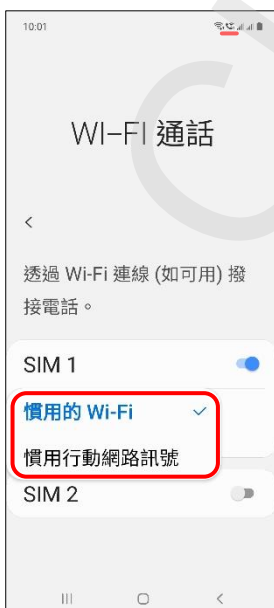 10:01
WI-FI 通話
透過 Wi-Fi 連線 (如可用) 撥
接電話。
SIM 1
慣用的 Wi-Fi
慣用行動網路訊號
SIM 2